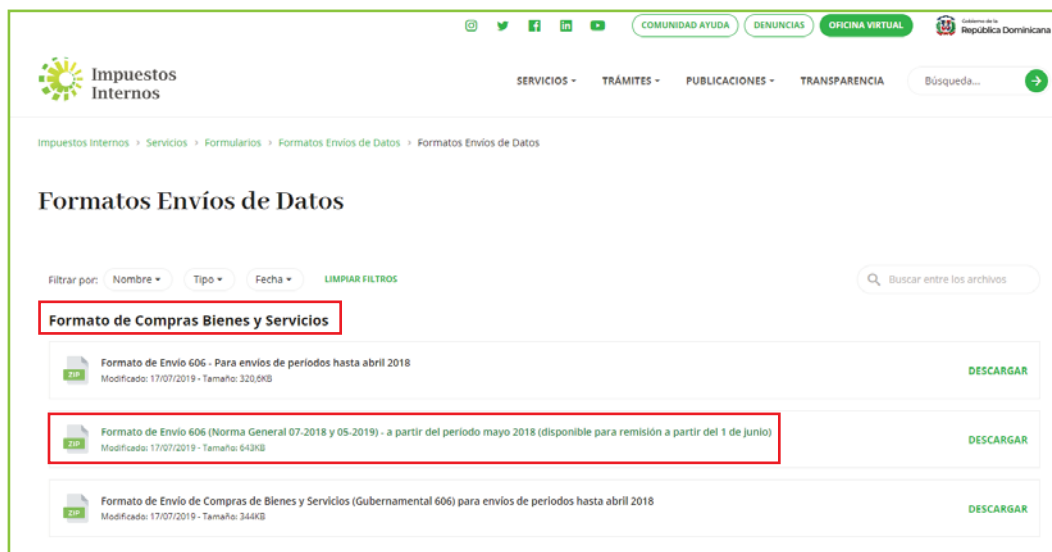 COMUNIDAD AYUDA DENUNCIAS OFICINA VIRTUAL Gobierno de la
República Dominicana
Impuestos
Internos
SERVICIOS TRÁMITES PUBLICACIONES TRANSPARENCIA Búsqueda...
Impuestos Internos > Servicios > Formularios > Formatos Envíos de Datos > Formatos Envíos de Datos
Formatos Envíos de Datos
Filtrar por: Nombre Tipo Fecha LIMPIAR FILTROS Buscar entre los archivos
Formato de Compras Bienes y Servicios
Formato de Envío 606 - Para envíos de períodos hasta abril 2018
ZIP Modificado: 17/07/2019 - Tamaño: 320,6KB DESCARGAR
Formato de Envío 606 (Norma General 07-2018 y 05-2019) - a partir del período mayo 2018 (disponible para remisión a partir del 1 de junio)
ZIP Modificado: 17/07/2019 - Tamaño: 643KB DESCARGAR
Formato de Envío de Compras de Bienes y Servicios (Gubernamental 606) para envíos de periodos hasta abril 2018
ZIP Modificado: 17/07/2019 - Tamaño: 344KB DESCARGAR